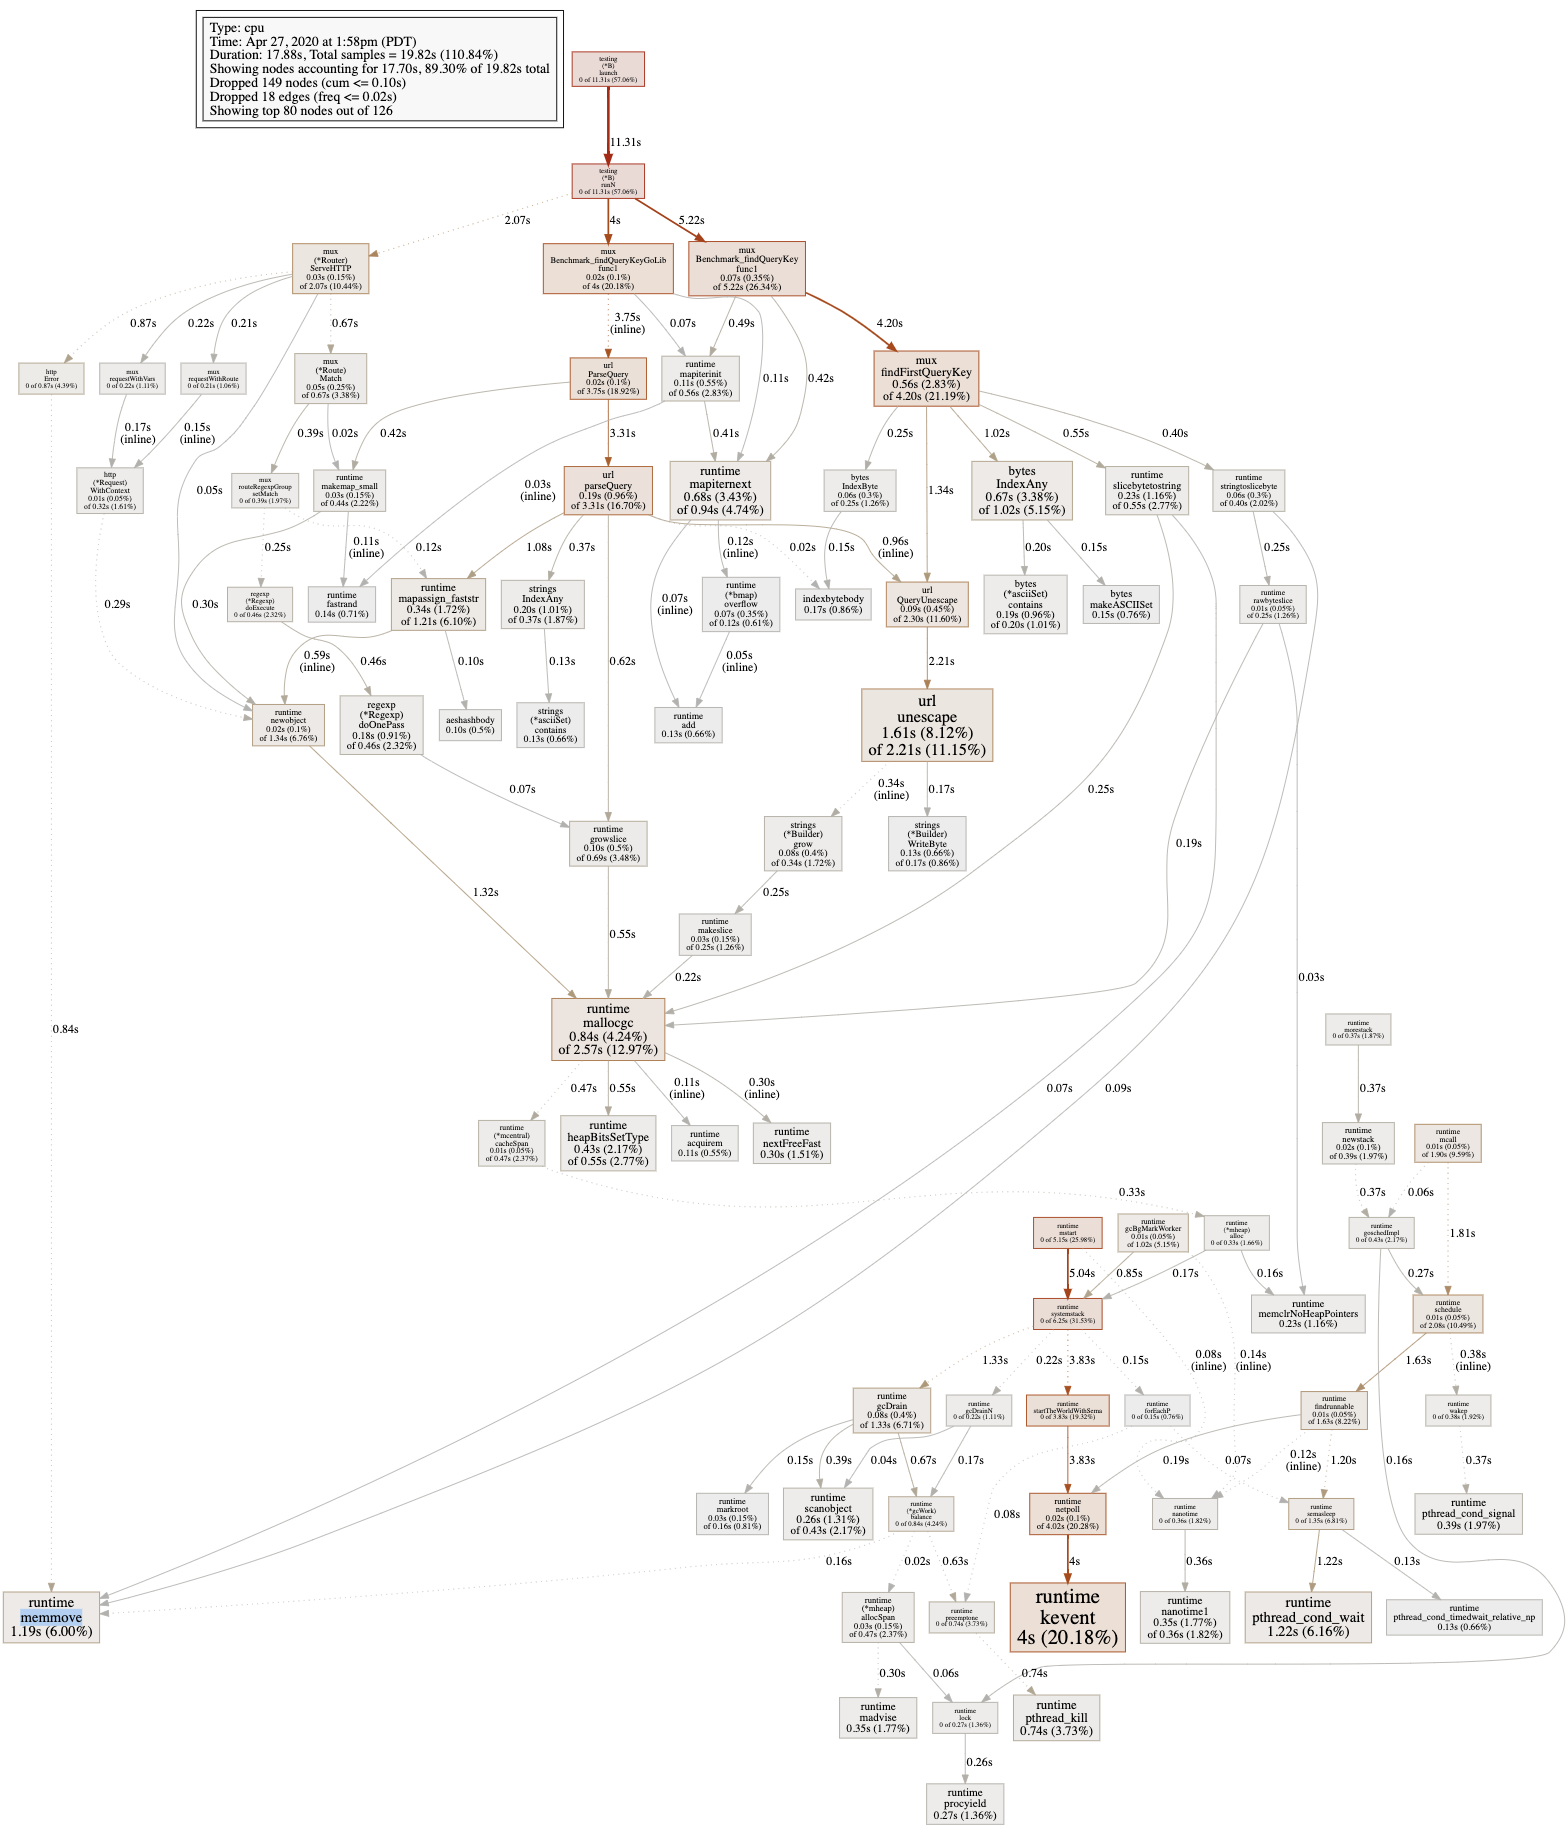 Type: cpu
Time: Apr 27, 2020 at 1:58pm (PDT)
Duration: 17.88s, Total samples = 19.82s (110.84%)
Showing nodes accounting for 17.70s, 89.30% of 19.82s total
Dropped 149 nodes (cum <= 0.10s)
Dropped 18 edges (freq <= 0.02s)
Showing top 80 nodes out of 126
testing
(*B)
launch
0 of 11.31s (57.06%)
11.31s
testing
(*B)
runN
0 of 11.31s (57.06%)
2.07s
4s
5.22s
mux
(*Router)
ServeHTTP
0.03s (0.15%)
of 2.07s (10.44%)
mux
Benchmark_findQueryKeyGoLib
func1
0.02s (0.1%)
of 4s (20.18%)
mux
Benchmark_findQueryKey
func1
0.07s (0.35%)
of 5.22s (26.34%)
0.87s
0.22s
0.21s
0.67s
3.75s
(inline)
0.07s
0.49s
4.20s
http
Error
0 of 0.87s (4.39%)
mux
requestWithVars
0 of 0.22s (1.11%)
mux
requestWithRoute
0 of 0.21s (1.06%)
mux
(*Route)
Match
0.05s (0.25%)
of 0.67s (3.38%)
url
ParseQuery
0.02s (0.1%)
of 3.75s (18.92%)
runtime
mapiterinit
0.11s (0.55%)
of 0.56s (2.83%)
0.11s
0.42s
mux
findFirstQueryKey
0.56s (2.83%)
of 4.20s (21.19%)
0.17s
(inline)
0.15s
(inline)
0.39s
0.02s
0.42s
3.31s
0.41s
0.25s
1.02s
0.55s
0.40s
http
(*Request)
WithContext
0.01s (0.05%)
of 0.32s (1.61%)
0.05s
mux
routeRegexpGroup
setMatch
0 of 0.39s (1.97%)
runtime
makemap_small
0.03s (0.15%)
of 0.44s (2.22%)
0.03s
(inline)
url
parseQuery
0.19s (0.96%)
of 3.31s (16.70%)
runtime
mapiternext
0.68s (3.43%)
of 0.94s (4.74%)
bytes
IndexByte
0.06s (0.3%)
of 0.25s (1.26%)
1.34s
bytes
IndexAny
0.67s (3.38%)
of 1.02s (5.15%)
runtime
slicebytetostring
0.23s (1.16%)
of 0.55s (2.77%)
runtime
stringtoslicebyte
0.06s (0.3%)
of 0.40s (2.02%)
0.25s
0.11s
(inline)
0.12s
1.08s
0.37s
0.12s
(inline)
0.02s
0.15s
0.96s
(inline)
0.20s
0.15s
0.25s
0.29s
0.30s
regexp
(*Regexp)
doExecute
0 of 0.46s (2.32%)
runtime
fastrand
0.14s (0.71%)
runtime
mapassign_faststr
0.34s (1.72%)
of 1.21s (6.10%)
strings
IndexAny
0.20s (1.01%)
of 0.37s (1.87%)
0.07s
(inline)
runtime
(*bmap)
overflow
0.07s (0.35%)
of 0.12s (0.61%)
indexbytebody
0.17s (0.86%)
url
QueryUnescape
0.09s (0.45%)
of 2.30s (11.60%)
bytes
(*asciiSet)
contains
0.19s (0.96%)
of 0.20s (1.01%)
bytes
makeASCIISet
0.15s (0.76%)
runtime
rawbyteslice
0.01s (0.05%)
of 0.25s (1.26%)
0.59s
(inline)
0.46s
0.10s
0.13s
0.62s
0.05s
(inline)
2.21s
runtime
newobject
0.02s (0.1%)
of 1.34s (6.76%)
regexp
(*Regexp)
doOnePass
0.18s (0.91%)
of 0.46s (2.32%)
aeshashbody
0.10s (0.5%)
strings
(*asciiSet)
contains
0.13s (0.66%)
runtime
add
0.13s (0.66%)
url
unescape
1.61s (8.12%)
of 2.21s (11.15%)
0.07s
0.34s
(inline)
0.17s
0.25s
runtime
growslice
0.10s (0.5%)
of 0.69s (3.48%)
strings
(*Builder)
grow
0.08s (0.4%)
of 0.34s (1.72%)
strings
(*Builder)
WriteByte
0.13s (0.66%)
of 0.17s (0.86%)
0.19s
1.32s
0.25s
0.55s
runtime
makeslice
0.03s (0.15%)
of 0.25s (1.26%)
0.22s
0.03s
0.84s
runtime
mallocgc
0.84s (4.24%)
of 2.57s (12.97%)
runtime
morestack
0 of 0.37s (1.87%)
0.47s
0.55s
0.11s
(inline)
0.30s
(inline)
0.07s
0.09s
0.37s
runtime
(*mcentral)
cacheSpan
0.01s (0.05%)
of 0.47s (2.37%)
runtime
heapBitsSetType
0.43s (2.17%)
of 0.55s (2.77%)
runtime
acquirem
0.11s (0.55%)
runtime
nextFreeFast
0.30s (1.51%)
runtime
newstack
0.02s (0.1%)
of 0.39s (1.97%)
runtime
mcall
0.01s (0.05%)
of 1.90s (9.59%)
0.33s
0.37s
0.06s
runtime
mstart
0 of 5.15s (25.98%)
runtime
gcBgMarkWorker
0.01s (0.05%)
of 1.02s (5.15%)
runtime
(*mheap)
alloc
0 of 0.33s (1.66%)
runtime
goschedImpl
0 of 0.43s (2.17%)
1.81s
5.04s
0.85s
0.17s
0.16s
0.27s
runtime
systemstack
0 of 6.25s (31.53%)
runtime
memclrNoHeapPointers
0.23s (1.16%)
runtime
schedule
0.01s (0.05%)
of 2.08s (10.49%)
1.33s
0.22s
3.83s
0.15s
0.08s
(inline)
0.14s
(inline)
1.63s
0.38s
(inline)
runtime
gcDrain
0.08s (0.4%)
of 1.33s (6.71%)
runtime
gcDrainN
0 of 0.22s (1.11%)
runtime
startTheWorldWithSema
0 of 3.83s (19.32%)
runtime
forEachP
0 of 0.15s (0.76%)
runtime
findrunnable
0.01s (0.05%)
of 1.63s (8.22%)
runtime
wakep
0 of 0.38s (1.92%)
0.15s
0.39s
0.04s
0.67s
0.17s
3.83s
0.19s
0.07s
0.12s
(inline)
1.20s
0.16s
0.37s
runtime
markroot
0.03s (0.15%)
of 0.16s (0.81%)
runtime
scanobject
0.26s (1.31%)
of 0.43s (2.17%)
runtime
(*gcWork)
balance
0 of 0.84s (4.24%)
0.08s
runtime
netpoll
0.02s (0.1%)
of 4.02s (20.28%)
runtime
nanotime
0 of 0.36s (1.82%)
runtime
semasleep
0 of 1.35s (6.81%)
runtime
pthread_cond_signal
0.39s (1.97%)
0.16s
0.02s
0.63s
4s
0.36s
1.22s
0.13s
runtime
memmove
1.19s (6.00%)
runtime
(*mheap)
allocSpan
0.03s (0.15%)
of 0.47s (2.37%)
runtime
preemptone
0 of 0.74s (3.73%)
runtime
kevent
4s (20.18%)
runtime
nanotime1
0.35s (1.77%)
of 0.36s (1.82%)
runtime
pthread_cond_wait
1.22s (6.16%)
runtime
pthread_cond_timedwait_relative_np
0.13s (0.66%)
0.30s
0.06s
0.74s
runtime
madvise
0.35s (1.77%)
runtime
lock
0 of 0.27s (1.36%)
runtime
pthread_kill
0.74s (3.73%)
0.26s
runtime
procyield
0.27s (1.36%)